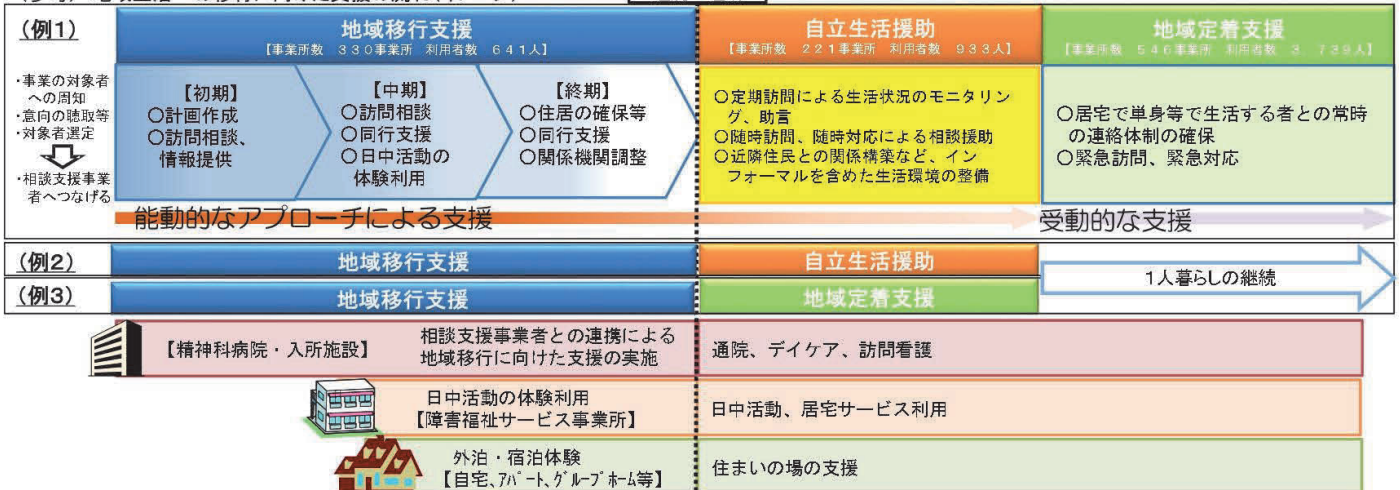 (例1)
地域移行支援
【事業所数 330事業所 利用者数 641人】
自立生活援助
【事業所数 221事業所 利用者数 933人】
地域定着支援
【事業所数 546事業所 利用者数 3,739人】
・事業の対象者
への周知
・意向の聴取等
・対象者選定
・相談支援事業
者へつなげる
【初期】
○計画作成
○訪問相談、
情報提供
【中期】
○訪問相談
○同行支援
○日中活動の
体験利用
【終期】
○住居の確保等
○同行支援
○関係機関調整
○定期訪問による生活状況のモニタリン
グ、助言
○随時訪問、随時対応による相談援助
○近隣住民との関係構築など、イン
フォーマルを含めた生活環境の整備
○居宅で単身等で生活する者との常時
の連絡体制の確保
○緊急訪問、緊急対応
能動的なアプローチによる支援
受動的な支援
(例2)
地域移行支援
自立生活援助
1人暮らしの継続
(例3)
地域移行支援
地域定着支援
【精神科病院・入所施設】
相談支援事業者との連携による
地域移行に向けた支援の実施
通院、デイケア、訪問看護
日中活動の体験利用
【障害福祉サービス事業所】
日中活動、居宅サービス利用
外泊・宿泊体験
【自宅、アパート、グループホーム等】
住まいの場の支援